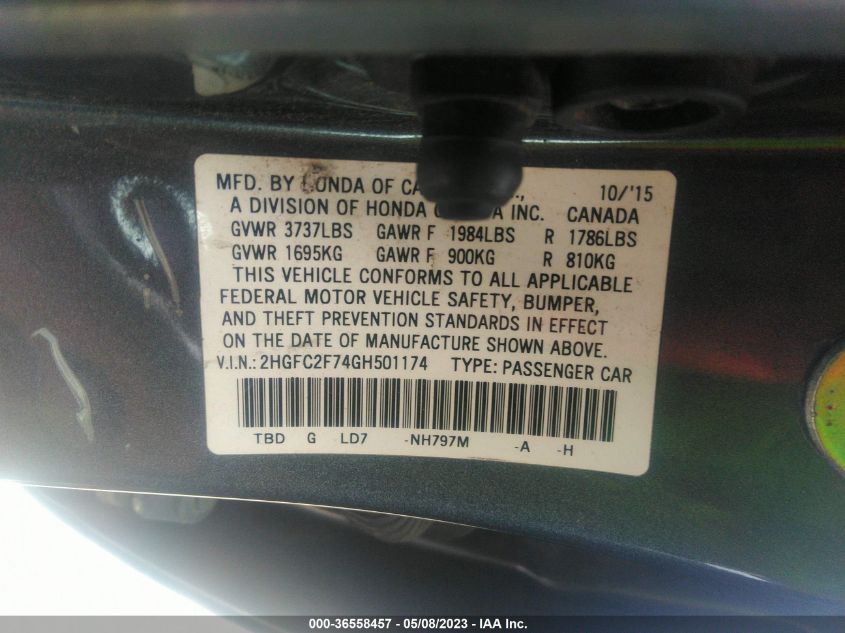 MFD. BY HONDA OF CA 10/'15
A DIVISION OF HONDA INC. CANADA
GVWR 3737LBS GAWR F 1984LBS R 1786LBS
GVWR 1695KG GAWR F 900KG R 810KG
THIS VEHICLE CONFORMS TO ALL APPLICABLE
FEDERAL MOTOR VEHICLE SAFETY, BUMPER,
AND THEFT PREVENTION STANDARDS IN EFFECT
ON THE DATE OF MANUFACTURE SHOWN ABOVE.
V.I.N.: 2HGFC2F74GH501174 TYPE: PASSENGER CAR
TBD G LD7 -NH797M -A -H
000-36558457 - 05/08/2023 - IAA Inc.